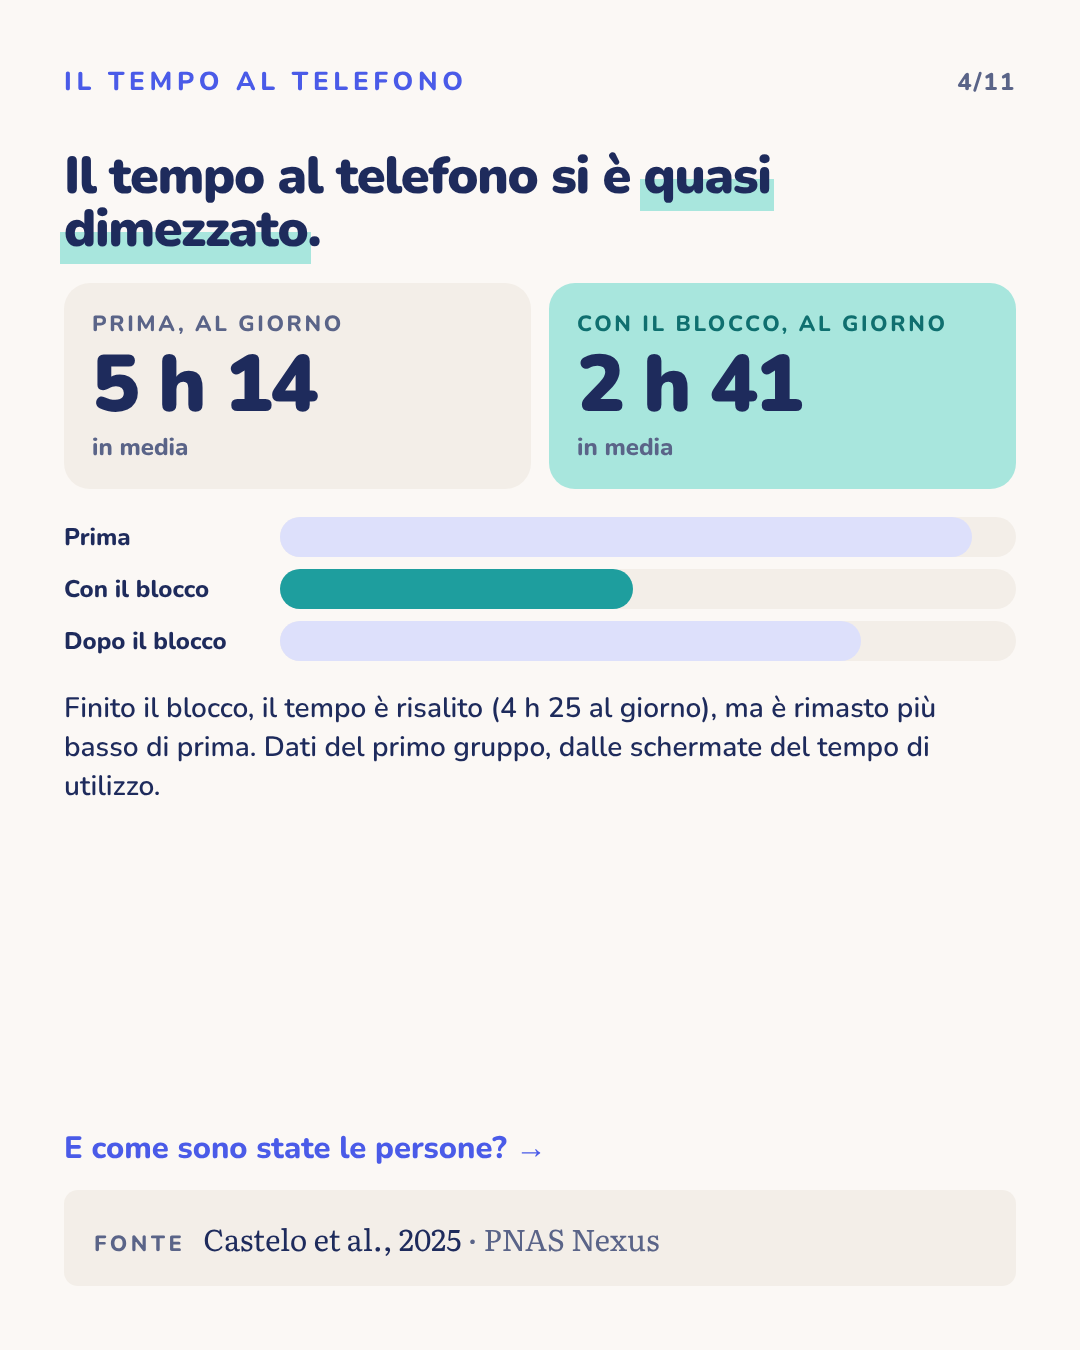 IL TEMPO AL TELEFONO
4/11
Il tempo al telefono si è quasi
dimezzato.
PRIMA, AL GIORNO
5 h 14
in media
CON IL BLOCCO, AL GIORNO
2 h 41
in media
Prima
Con il blocco
Dopo il blocco
Finito il blocco, il tempo è risalito (4 h 25 al giorno), ma è rimasto più
basso di prima. Dati del primo gruppo, dalle schermate del tempo di
utilizzo.
E come sono state le persone? →
FONTE Castelo et al., 2025 · PNAS Nexus